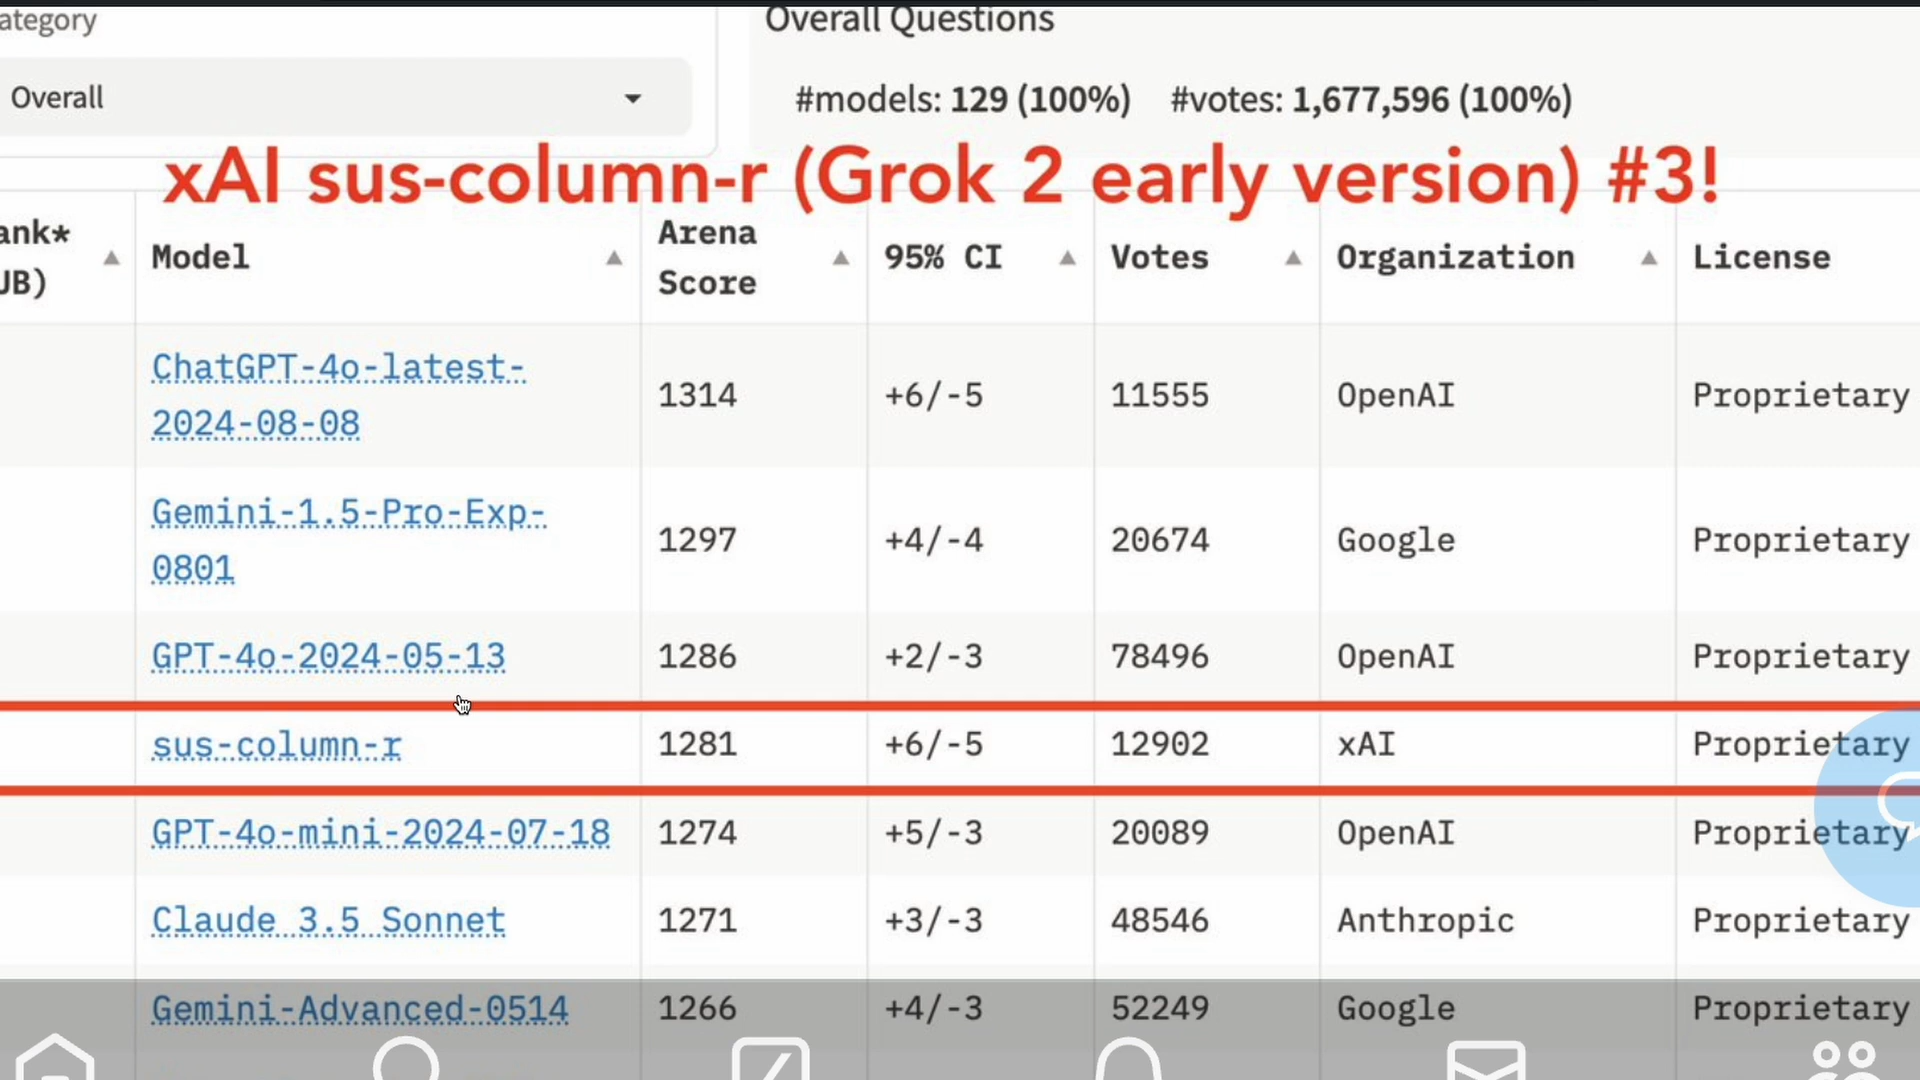 ategory
Overall Questions
Overall
#models: 129 (100%) #votes: 1,677,596 (100%)
xAI sus-column-r (Grok 2 early version) #3!
ank* Model Arena 95% CI Votes Organization License
UB) Score
ChatGPT-4o-latest-
2024-08-08 1314 +6/-5 11555 OpenAI Proprietary
Gemini-1.5-Pro-Exp-
0801 1297 +4/-4 20674 Google Proprietary
GPT-4o-2024-05-13 1286 +2/-3 78496 OpenAI Proprietary
sus-column-r 1281 +6/-5 12902 xAI Proprietary
GPT-4o-mini-2024-07-18 1274 +5/-3 20089 OpenAI Proprietary
Claude 3.5 Sonnet 1271 +3/-3 48546 Anthropic Proprietary
Gemini-Advanced-0514 1266 +4/-3 52249 Google Proprietary